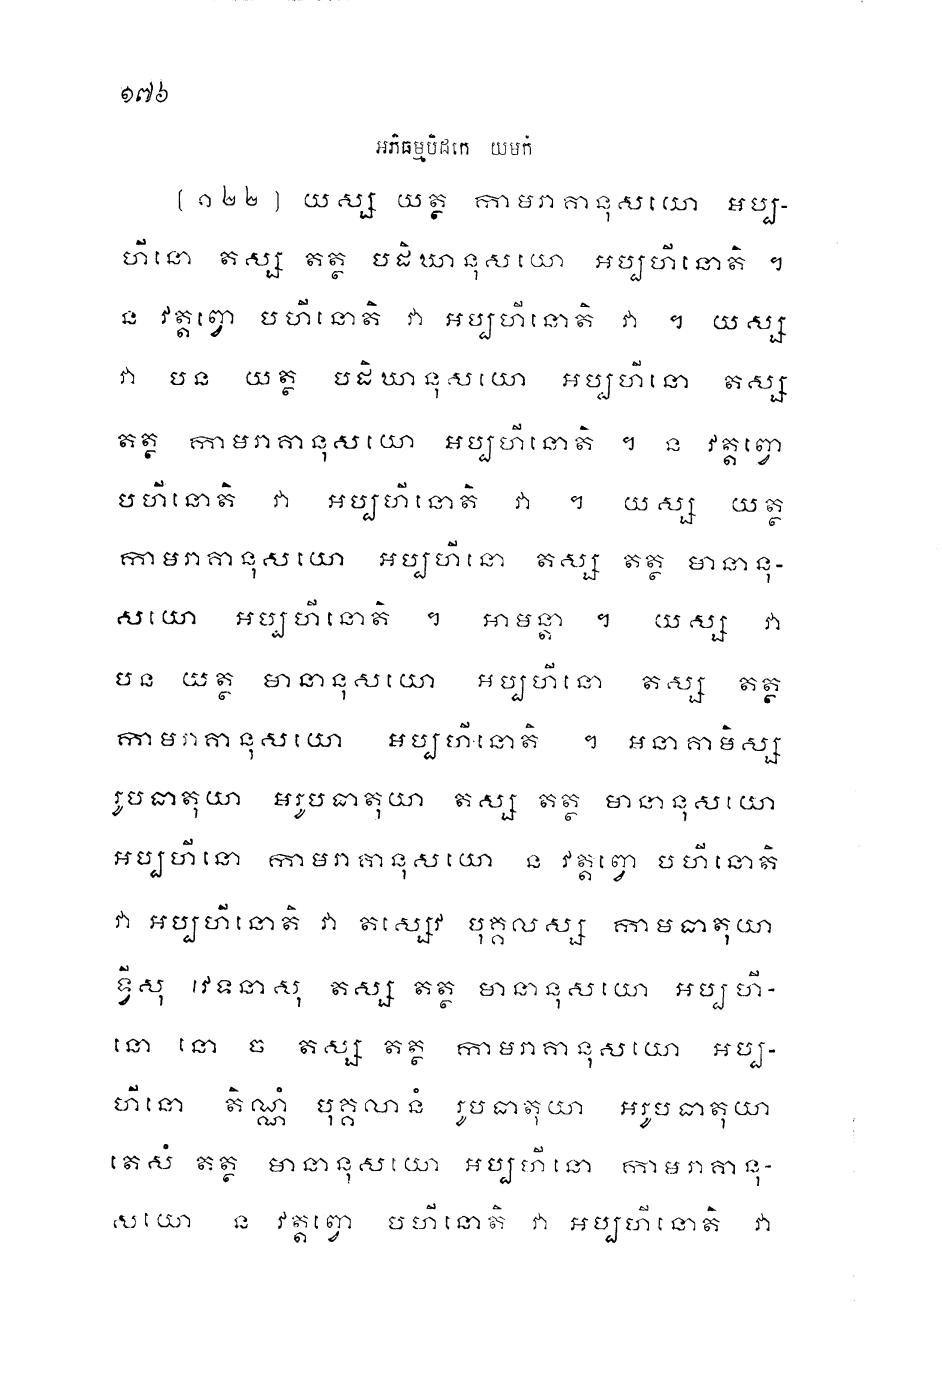 ១៧៦
អភិធម្មបិដកេ យមកំ
(១២២) យស្ស យត្ថ កាមរាគានុសយោ អប្ប-
ហីនោ តស្ស តត្ថ បដិឃានុសយោ អប្បហីនោតិ ។
ន វត្តព្វោ បហីនោតិ វា អប្បហីនោតិ វា ។ យស្ស
វា បន យត្ថ បដិឃានុសយោ អប្បហីនោ តស្ស
តត្ថ កាមរាគានុសយោ អប្បហីនោតិ ។ ន វត្តព្វោ
បហីនោតិ វា អប្បហីនោតិ វា ។ យស្ស យត្ថ
កាមរាគានុសយោ អប្បហីនោ តស្ស តត្ថ មានានុ-
សយោ អប្បហីនោតិ ។ អាមន្តា ។ យស្ស វា
បន យត្ថ មានានុសយោ អប្បហីនោ តស្ស តត្ថ
កាមរាគានុសយោ អប្បហីនោតិ ។ អនាគាមិស្ស
រូបធាតុយា អរូបធាតុយា តស្ស តត្ថ មានានុសយោ
អប្បហីនោ កាមរាគានុសយោ ន វត្តព្វោ បហីនោតិ
វា អប្បហីនោតិ វា តស្សេវ បុគ្គលស្ស កាមធាតុយា
ទ្វីសុ វេទនាសុ តស្ស តត្ថ មានានុសយោ អប្បហី-
នោ នោ ច តស្ស តត្ថ កាមរាគានុសយោ អប្ប-
ហីនោ តិណ្ណំ បុគ្គលានំ រូបធាតុយា អរូបធាតុយា
តេសំ តត្ថ មានានុសយោ អប្បហីនោ កាមរាគានុ-
សយោ ន វត្តព្វោ បហីនោតិ វា អប្បហីនោតិ វា